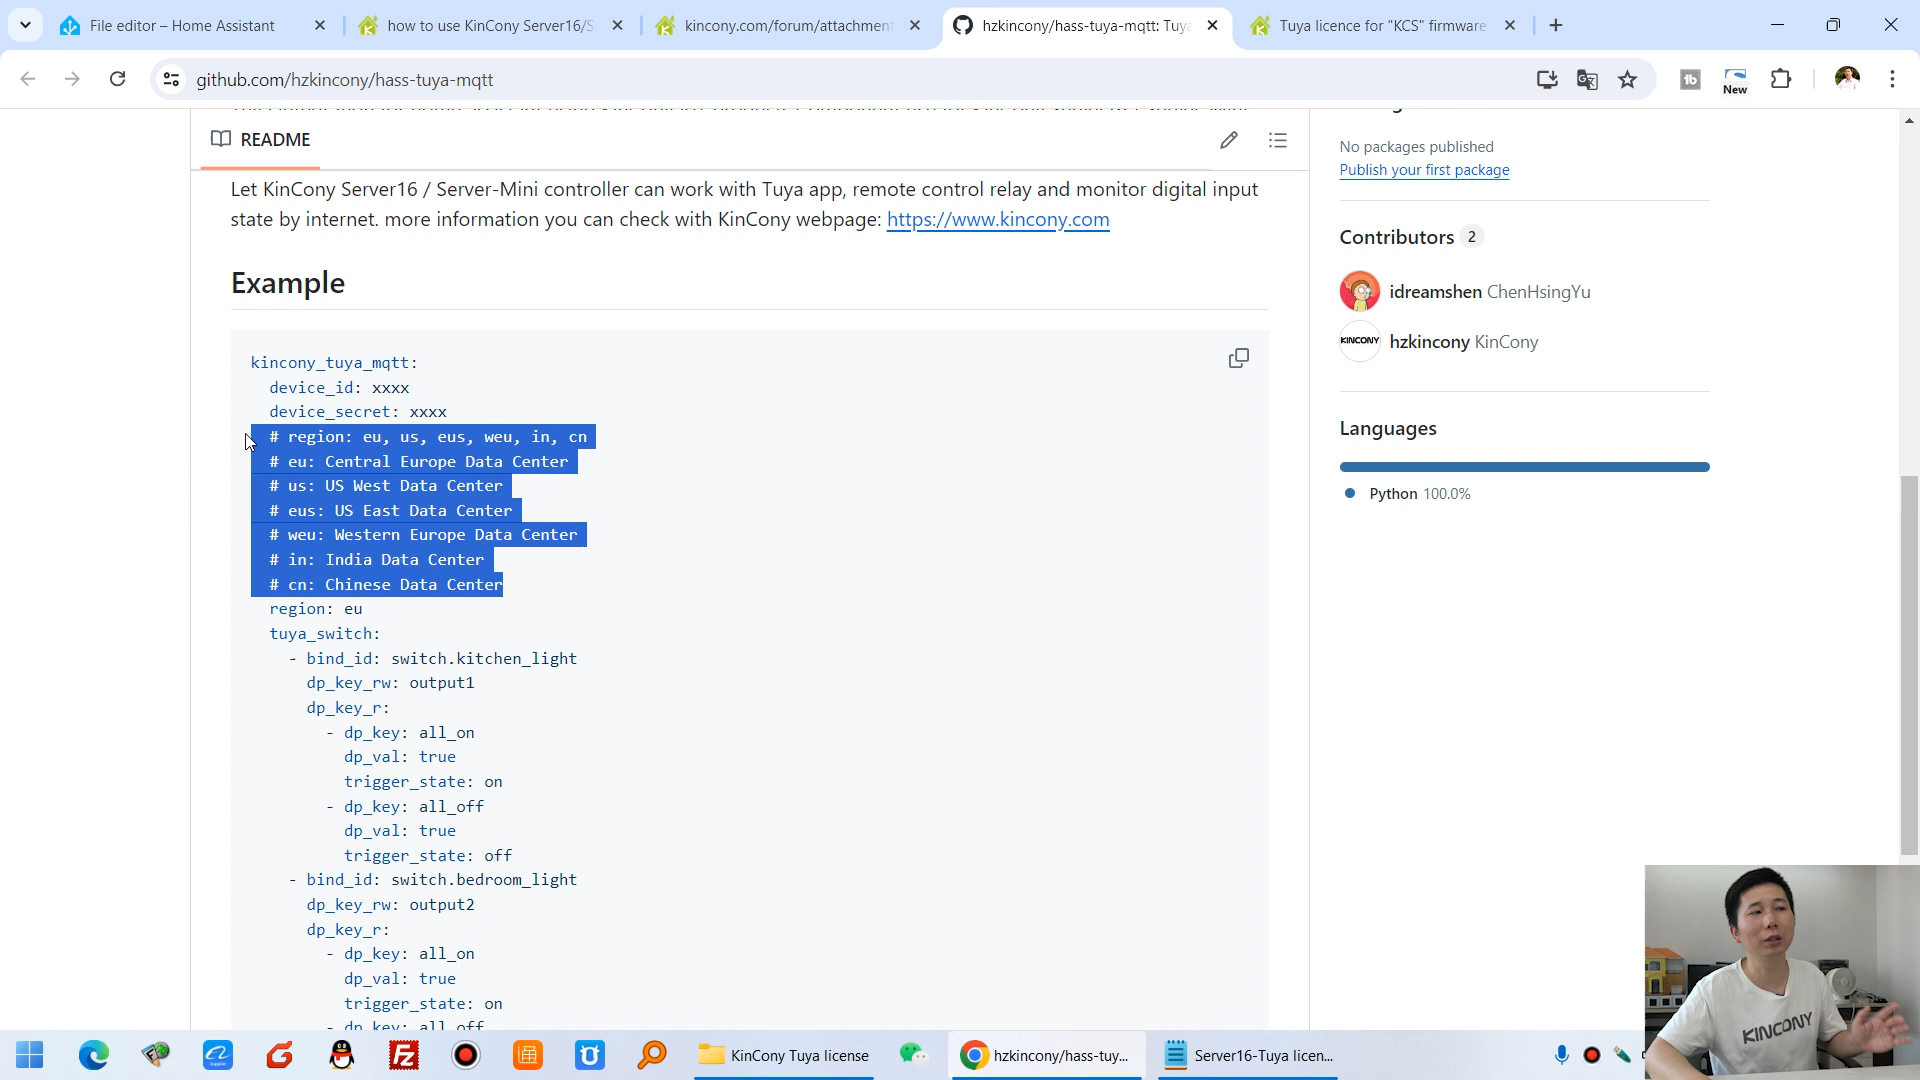 File editor – Home Assistant
how to use KinCony Server16/S
kincony.com/forum/attachment
hzkincony/hass-tuya-mqtt: Tuya
Tuya licence for "KCS" firmware
github.com/hzkincony/hass-tuya-mqtt
New
README
Let KinCony Server16 / Server-Mini controller can work with Tuya app, remote control relay and monitor digital input
state by internet. more information you can check with KinCony webpage: https://www.kincony.com
Example
kincony_tuya_mqtt:
device_id: xxxx
device_secret: xxxx
# region: eu, us, eus, weu, in, cn
# eu: Central Europe Data Center
# us: US West Data Center
# eus: US East Data Center
# weu: Western Europe Data Center
# in: India Data Center
# cn: Chinese Data Center
region: eu
tuya_switch:
- bind_id: switch.kitchen_light
dp_key_rw: output1
dp_key_r:
- dp_key: all_on
dp_val: true
trigger_state: on
- dp_key: all_off
dp_val: true
trigger_state: off
- bind_id: switch.bedroom_light
dp_key_rw: output2
dp_key_r:
- dp_key: all_on
dp_val: true
trigger_state: on
- dp_key: all_off
No packages published
Publish your first package
Contributors 2
idreamshen ChenHsingYu
KINCONY
hzkincony KinCony
Languages
Python 100.0%
KINCONY
KinCony Tuya license
hzkincony/hass-tuy...
Server16-Tuya licen...